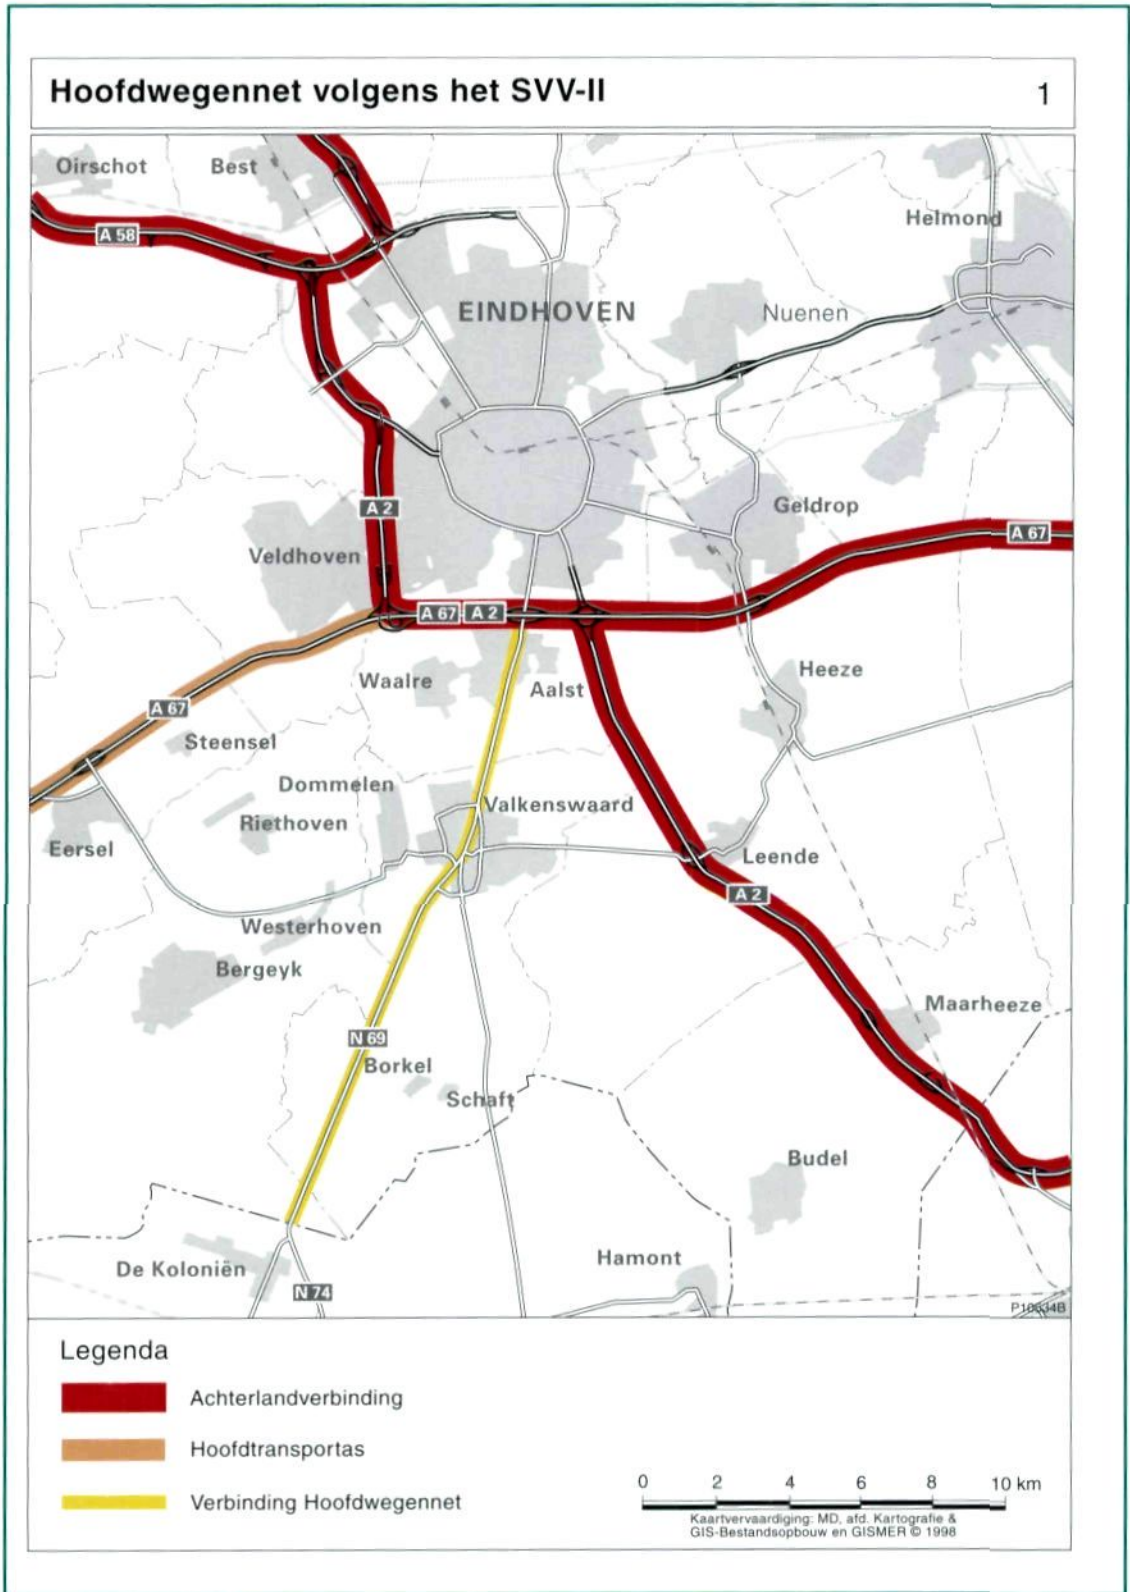 Hoofdwegennet volgens het SVV-II
1
Oirschot
Best
Helmond
A 58
EINDHOVEN
Nuenen
A 2
Geldrop
A 67
Veldhoven
A 67
A 2
Waalre
Aalst
Heeze
A 67
Steensel
Dommelen
Valkenswaard
Riethoven
Eersel
Leende
A 2
Westerhoven
Bergeyk
Maarheeze
N 69
Borkel
Schaft
Budel
De Koloniën
Hamont
N 74
Legenda
Achterlandverbinding
Hoofdtransportas
Verbinding Hoofdwegennet
0 2 4 6 8 10 km
Kaartvervaardiging: MD, afd. Kartografie &
GIS-Bestandsopbouw en GISMER © 1998